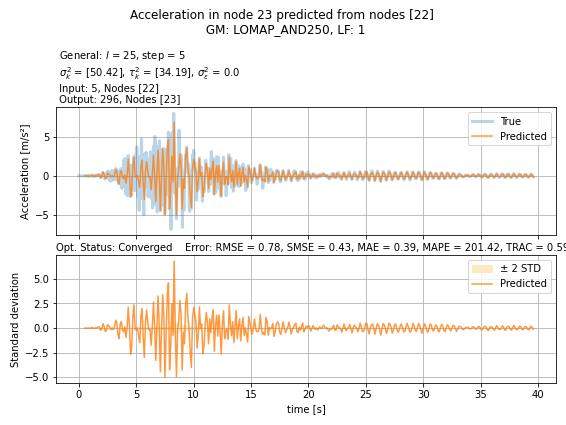 Acceleration in node 23 predicted from nodes [22]
GM: LOMAP_AND250, LF: 1
General: l = 25, step = 5
σ²ₖ = [50.42], τ²ₖ = [34.19], σ²ε = 0.0
Input: 5, Nodes [22]
Output: 296, Nodes [23]
Acceleration [m/s²]
5
0
−5
True
Predicted
Opt. Status: Converged    Error: RMSE = 0.78, SMSE = 0.43, MAE = 0.39, MAPE = 201.42, TRAC = 0.59
Standard deviation
5.0
2.5
0.0
−2.5
−5.0
± 2 STD
Predicted
0 5 10 15 20 25 30 35 40
time [s]